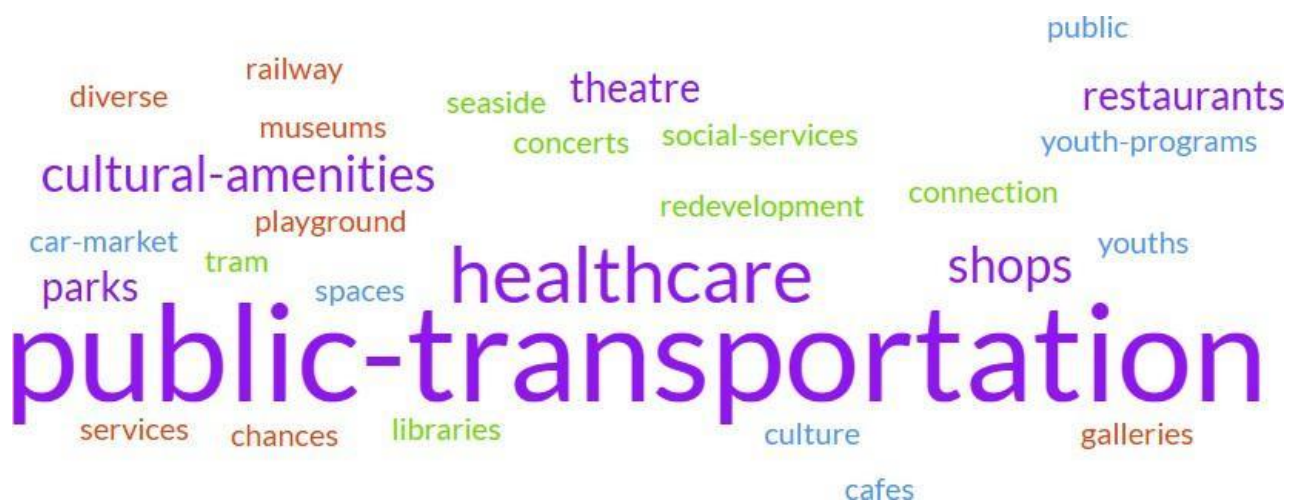 public
railway
diverse
seaside
theatre
restaurants
museums
concerts
social-services
youth-programs
cultural-amenities
redevelopment
connection
playground
car-market
tram
youths
parks
spaces
healthcare
shops
public-transportation
services
chances
libraries
culture
galleries
cafes